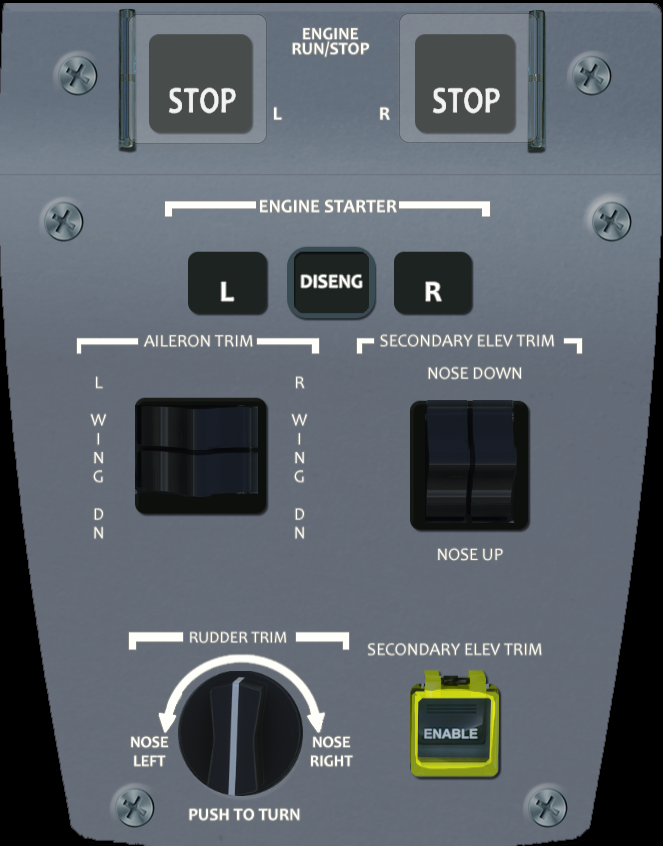 ENGINE
RUN/STOP
STOP
L
R
STOP
ENGINE STARTER
L
DISENG
R
AILERON TRIM
SECONDARY ELEV TRIM
L WING DN
R WING DN
NOSE DOWN
NOSE UP
RUDDER TRIM
SECONDARY ELEV TRIM
NOSE
LEFT
NOSE
RIGHT
ENABLE
PUSH TO TURN